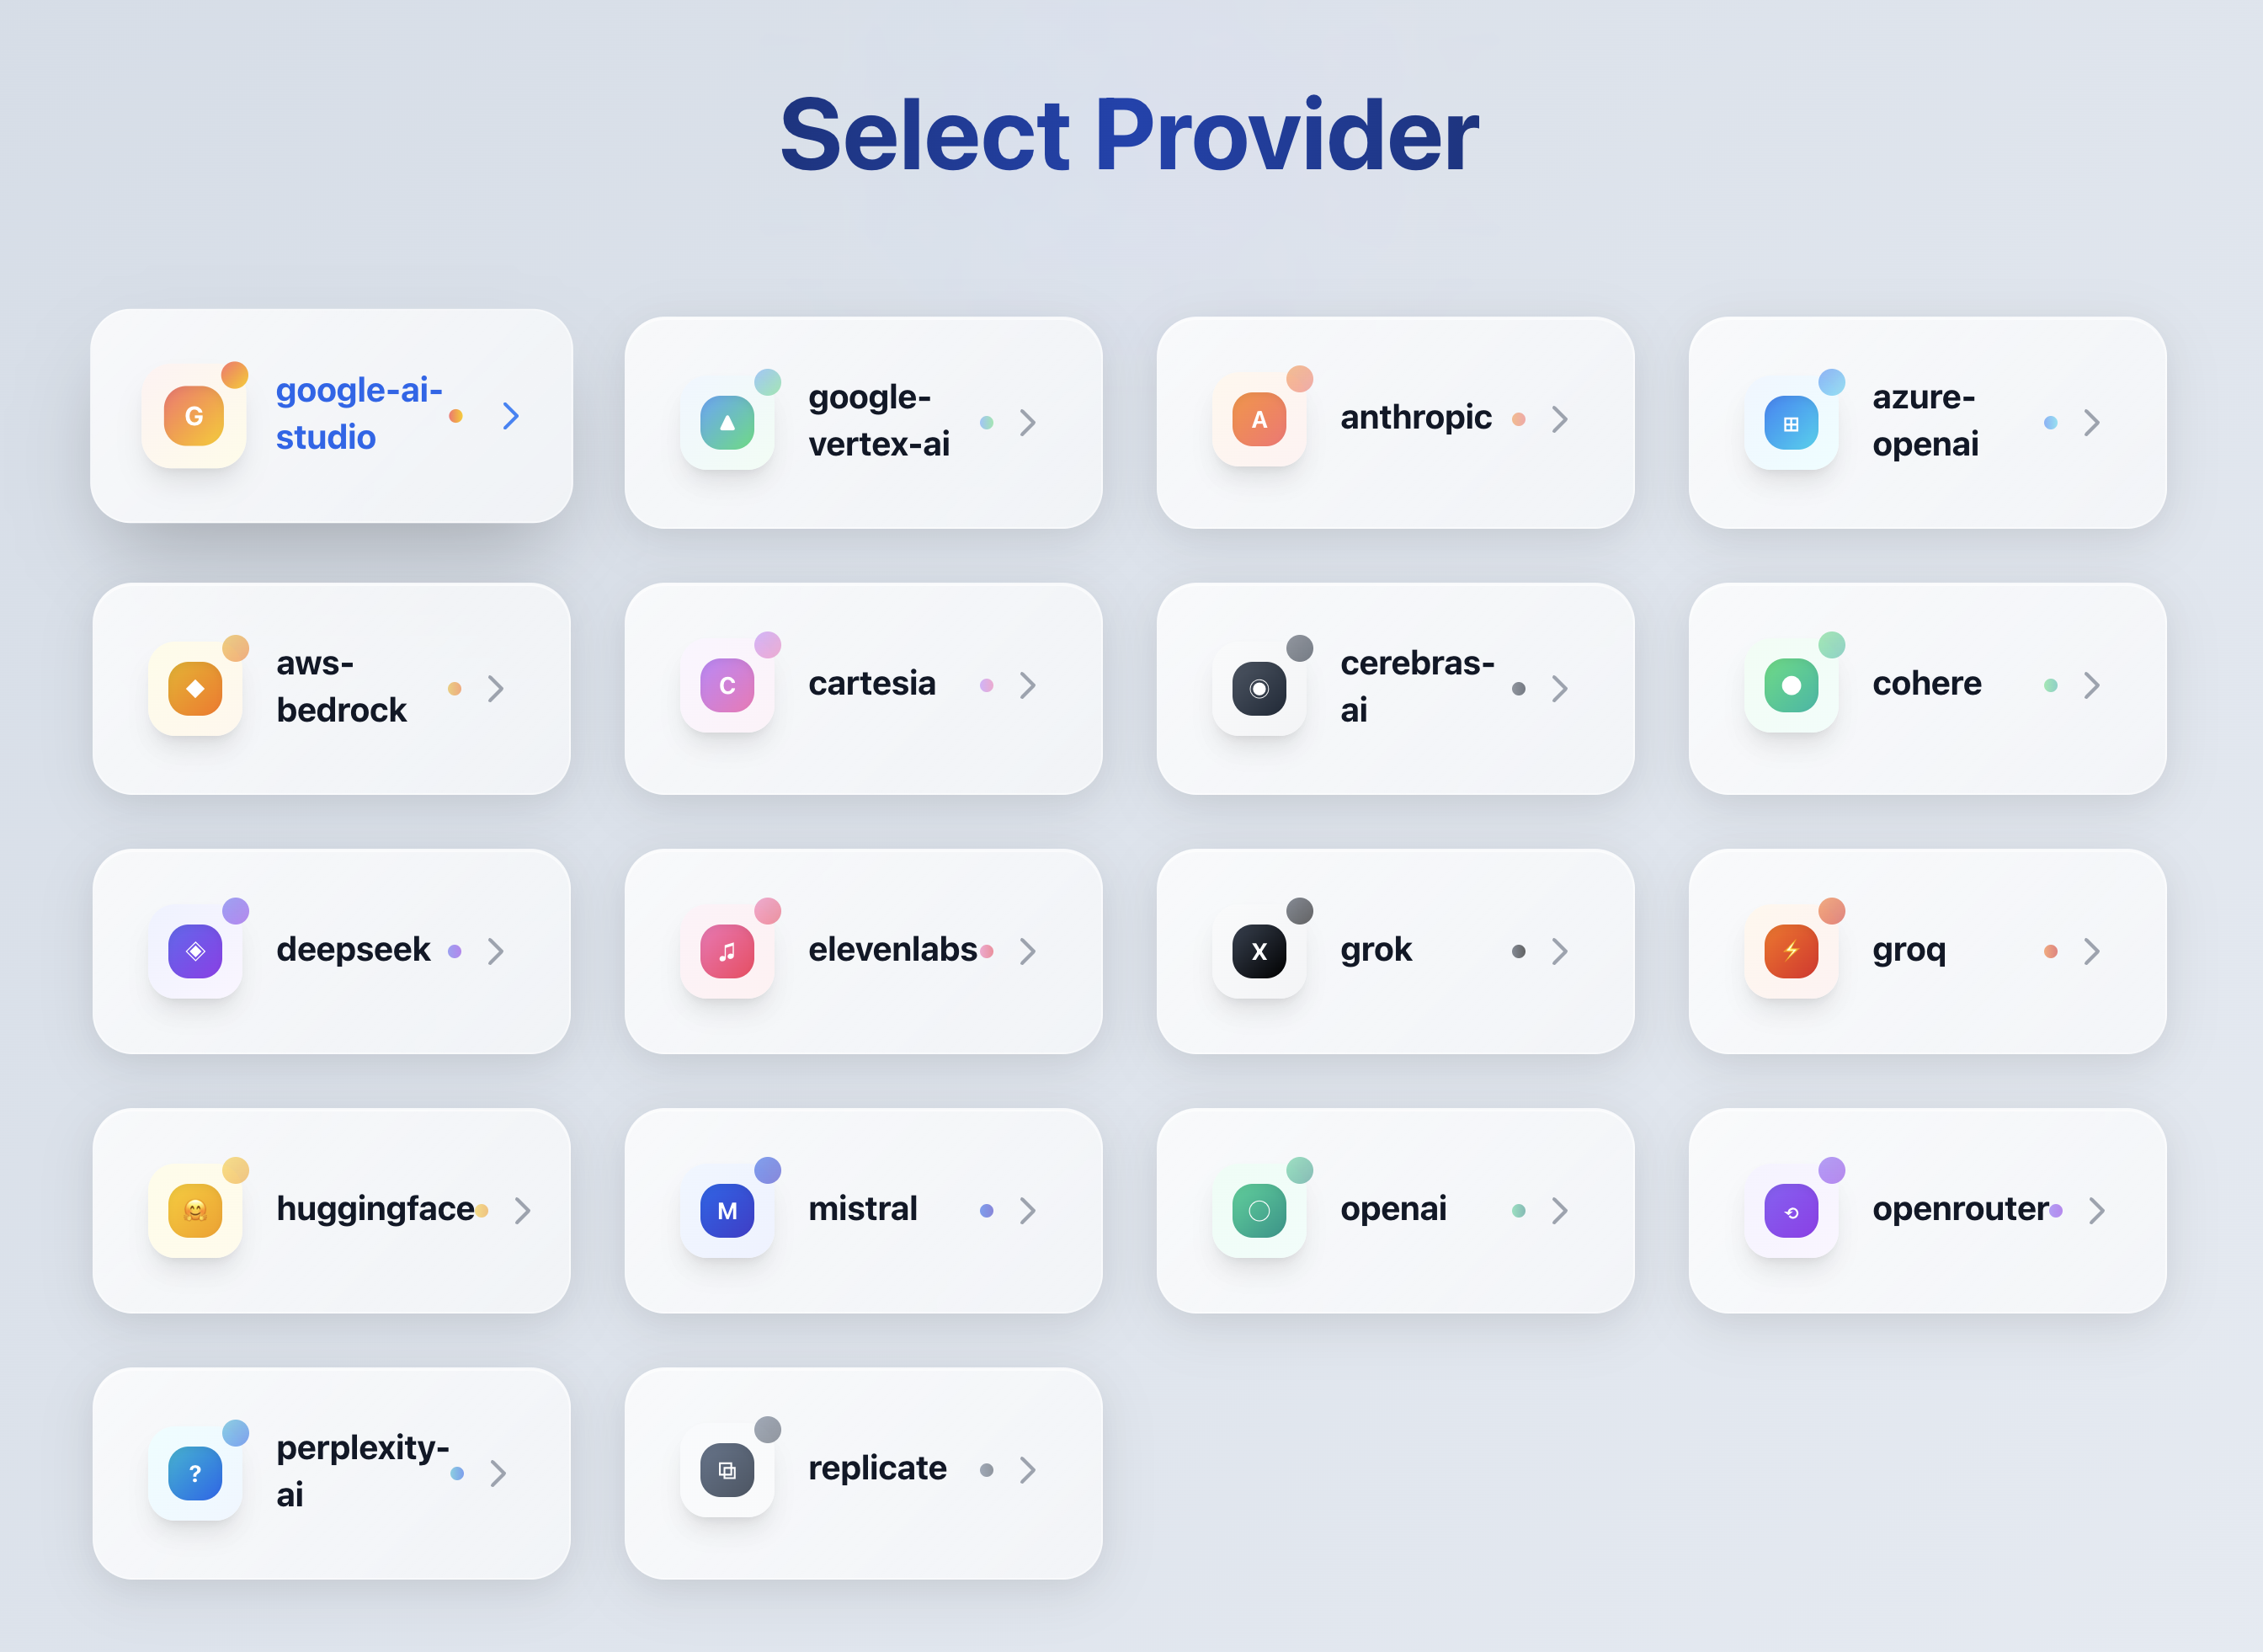 Select Provider
G
google-ai-
studio
google-
vertex-ai
A
anthropic
azure-
openai
aws-
bedrock
C
cartesia
cerebras-
ai
cohere
deepseek
elevenlabs
X
grok
groq
huggingface
M
mistral
openai
openrouter
?
perplexity-
ai
replicate